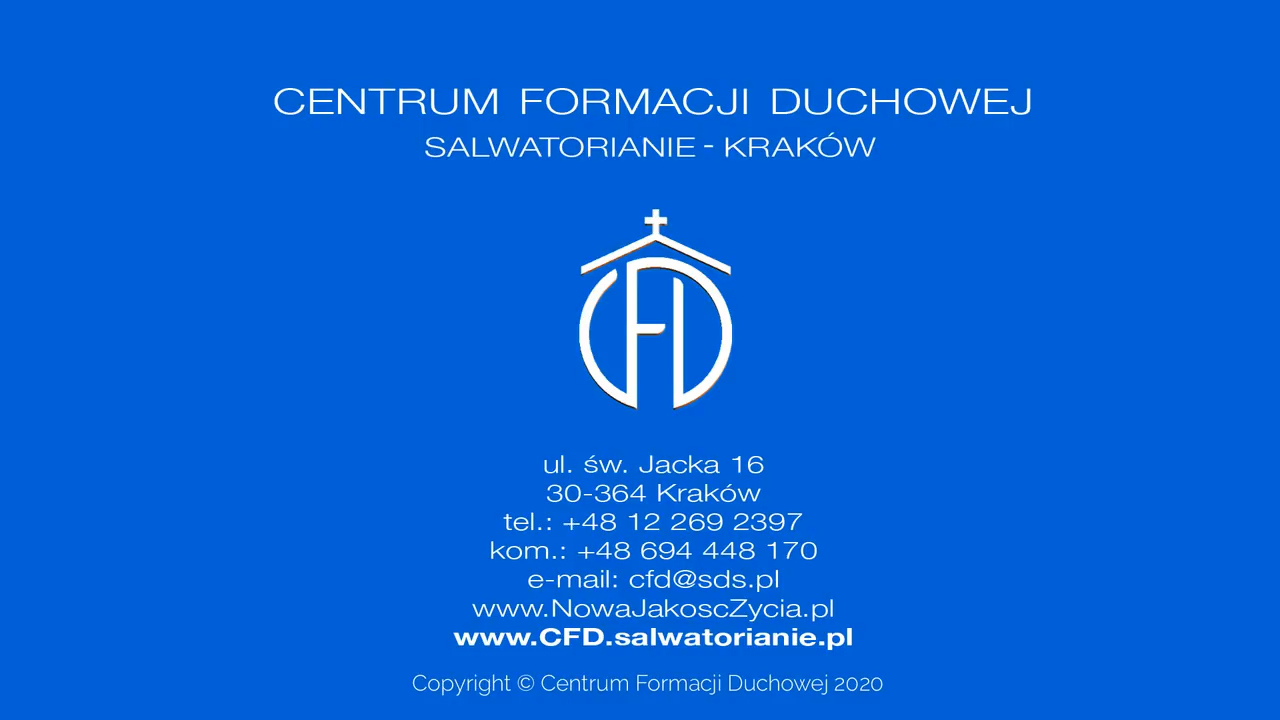 CENTRUM FORMACJI DUCHOWEJ
SALWATORIANIE - KRAKÓW
CFD
ul. św. Jacka 16
30-364 Kraków
tel.: +48 12 269 2397
kom.: +48 694 448 170
e-mail: cfd@sds.pl
www.NowaJakoscZycia.pl
www.CFD.salwatorianie.pl
Copyright © Centrum Formacji Duchowej 2020